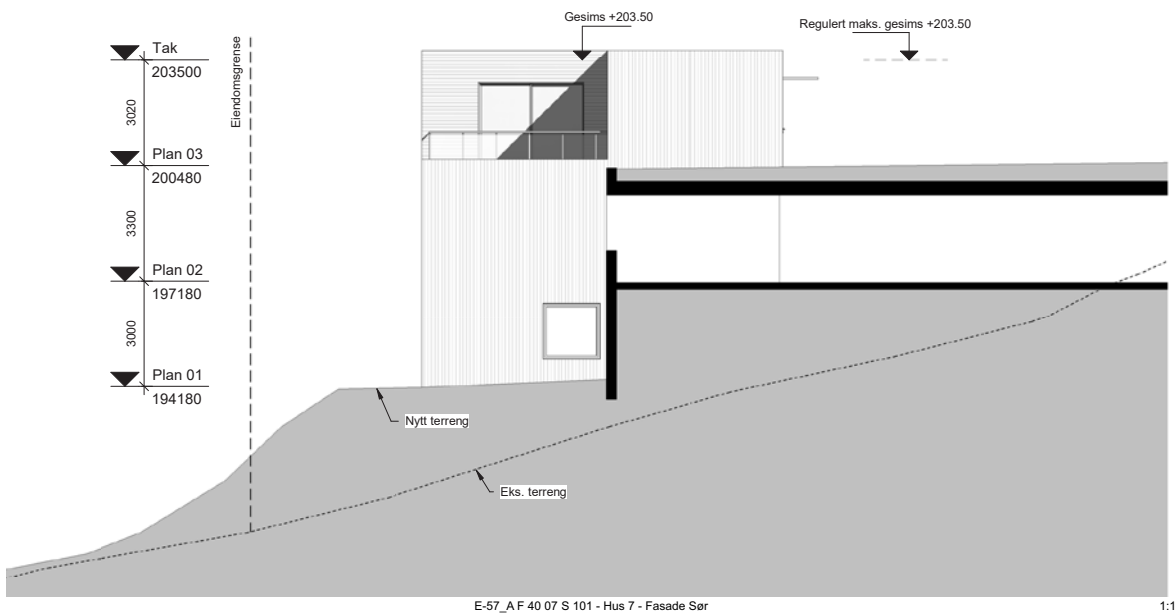 Gesims +203.50
Regulert maks. gesims +203.50
Tak
203500
Eiendomsgrense
3020
Plan 03
200480
3300
Plan 02
197180
3000
Plan 01
194180
Nytt terreng
Eks. terreng
E-57_A F 40 07 S 101 - Hus 7 - Fasade Sør
1:1